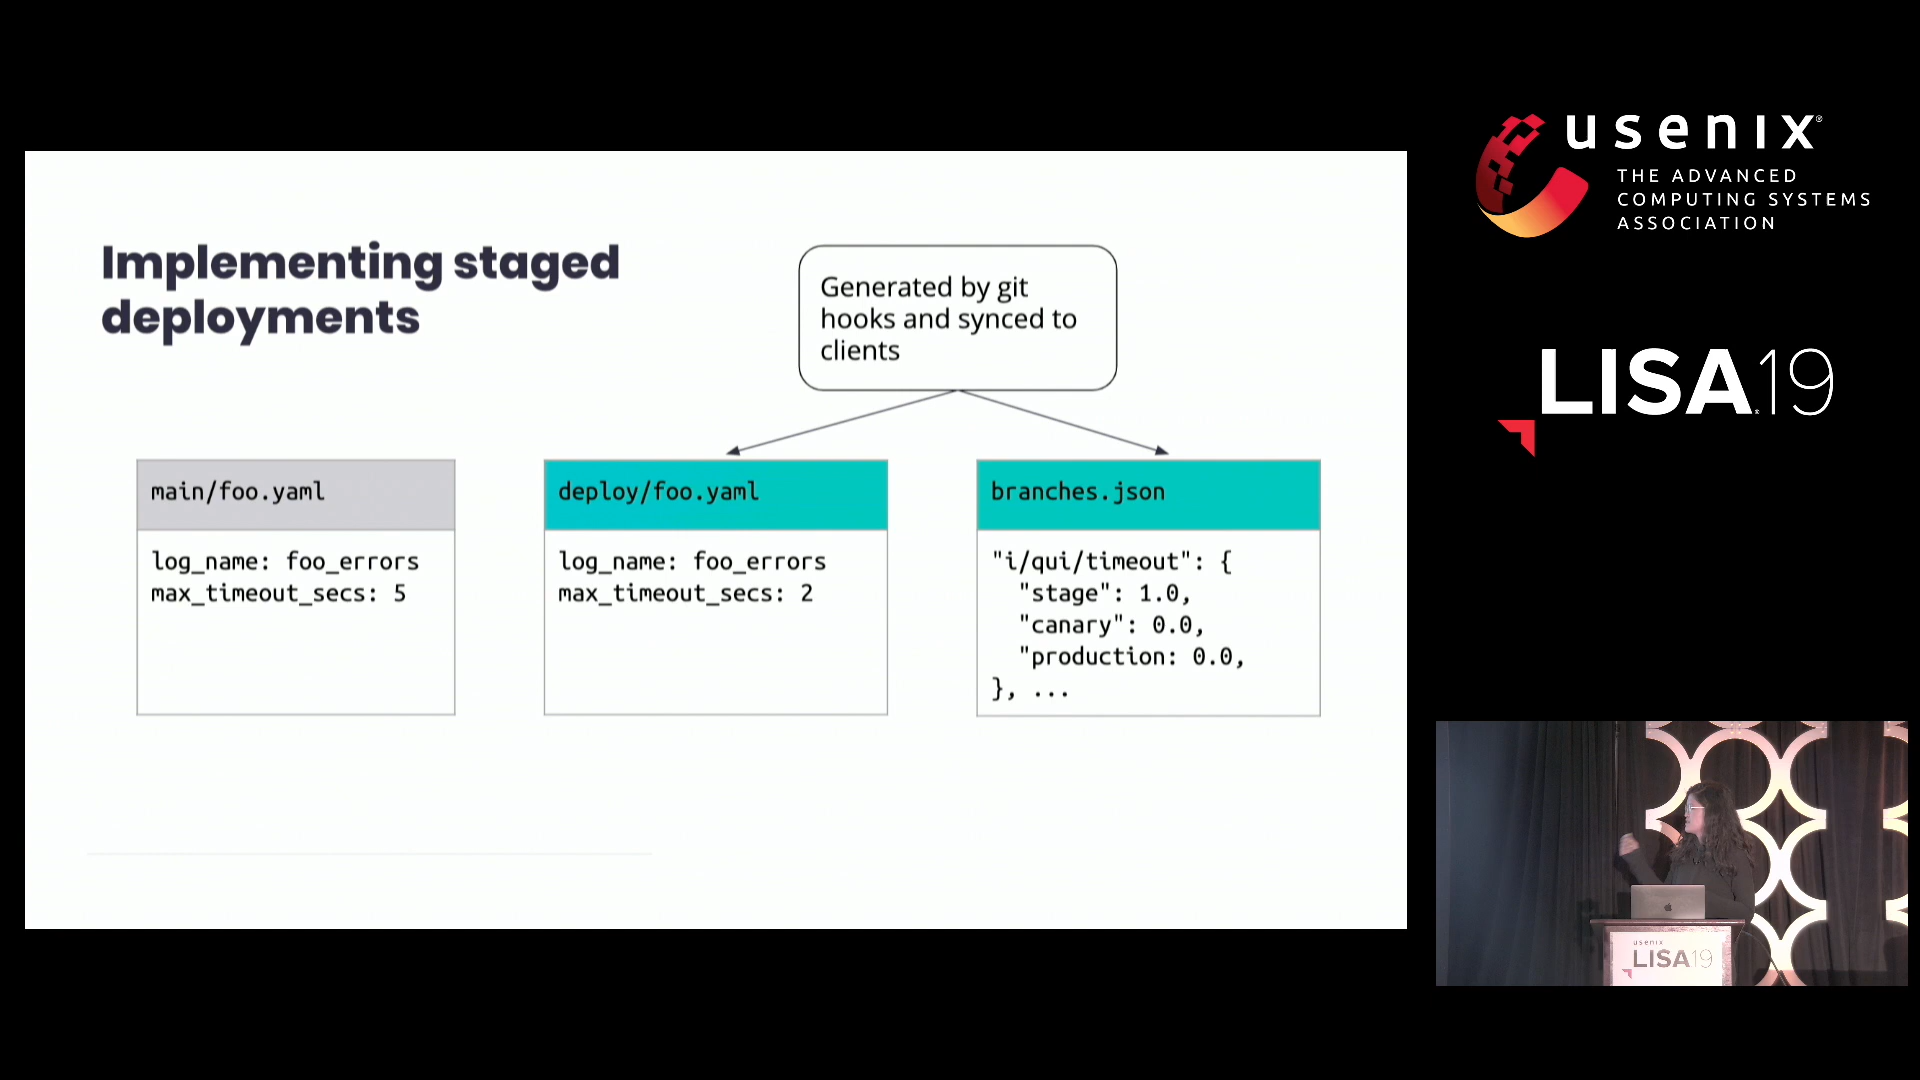 Implementing staged
deployments
Generated by git
hooks and synced to
clients
main/foo.yaml
log_name: foo_errors
max_timeout_secs: 5
deploy/foo.yaml
log_name: foo_errors
max_timeout_secs: 2
branches.json
"i/qui/timeout": {
"stage": 1.0,
"canary": 0.0,
"production: 0.0,
}, ...
usenix®
THE ADVANCED
COMPUTING SYSTEMS
ASSOCIATION
LISA®19
usenix
LISA19